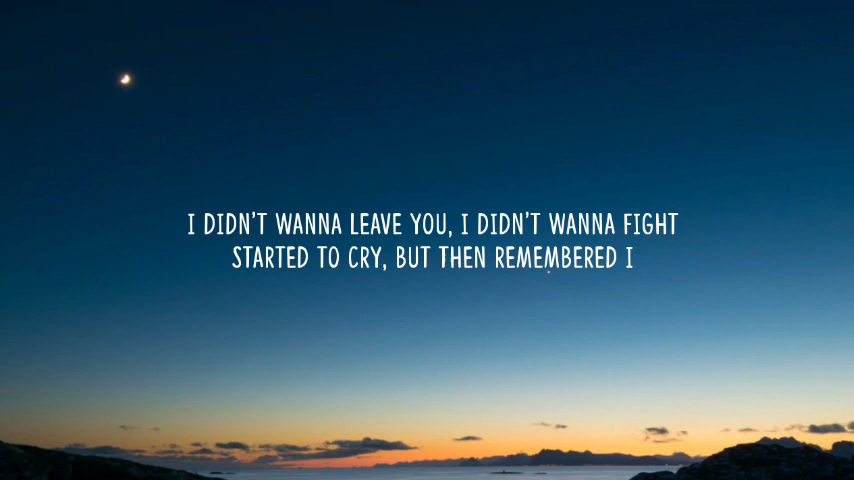 I DIDN'T WANNA LEAVE YOU, I DIDN'T WANNA FIGHT
STARTED TO CRY, BUT THEN REMEMBERED I